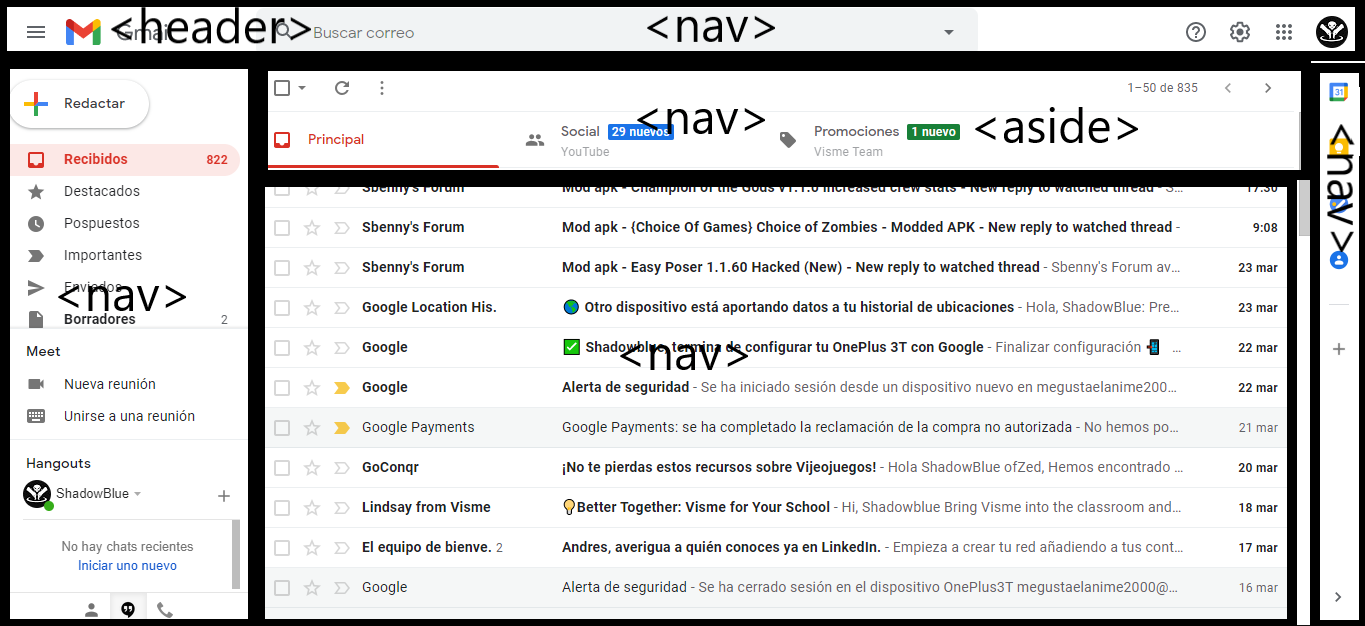 Gmail <header> Buscar correo <nav>
Redactar
Recibidos 822
Destacados
Pospuestos
Importantes
Enviados
<nav>
Borradores 2
Meet
Nueva reunión
Unirse a una reunión
Hangouts
ShadowBlue
No hay chats recientes
Iniciar uno nuevo
1–50 de 835
Principal
Social 29 nuevos
YouTube
<nav>
Promociones 1 nuevo
Visme Team
<aside>
Sbenny's Forum Mod apk - Champion of the Gods v1.1.0 Increased crew stats - New reply to watched thread - S… 17:30
Sbenny's Forum Mod apk - {Choice Of Games} Choice of Zombies - Modded APK - New reply to watched thread - 9:08
Sbenny's Forum Mod apk - Easy Poser 1.1.60 Hacked (New) - New reply to watched thread - Sbenny's Forum av… 23 mar
Google Location His. Otro dispositivo está aportando datos a tu historial de ubicaciones - Hola, ShadowBlue: Pre… 23 mar
Google Shadowblue, termina de configurar tu OnePlus 3T con Google - Finalizar configuración … 22 mar
<nav>
Google Alerta de seguridad - Se ha iniciado sesión desde un dispositivo nuevo en megustaelanime200… 22 mar
Google Payments Google Payments: se ha completado la reclamación de la compra no autorizada - No hemos po… 21 mar
GoConqr ¡No te pierdas estos recursos sobre Vijeojuegos! - Hola ShadowBlue ofZed, Hemos encontrado … 20 mar
Lindsay from Visme Better Together: Visme for Your School - Hi, Shadowblue Bring Visme into the classroom and… 18 mar
El equipo de bienve. 2 Andres, averigua a quién conoces ya en LinkedIn. - Empieza a crear tu red añadiendo a tus cont… 17 mar
Google Alerta de seguridad - Se ha cerrado sesión en el dispositivo OnePlus3T megustaelanime2000@… 16 mar
31
<nav>